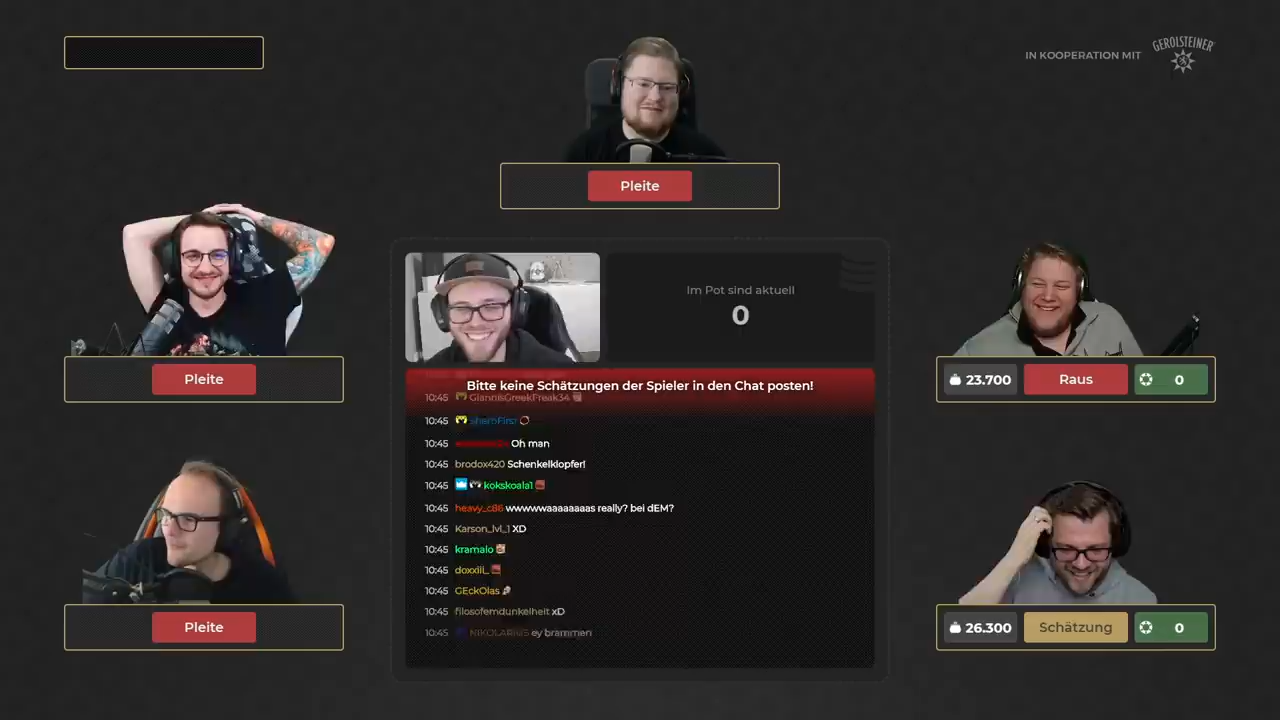 IN KOOPERATION MIT
GEROLSTEINER
Pleite
Im Pot sind aktuell
0
Pleite
23.700 Raus 0
Bitte keine Schätzungen der Spieler in den Chat posten!
10:45 GiannisGreekFreak34
10:45
10:45 Oh man
10:45 brodox420 Schenkelklopfer!
10:45 kokskoala1
10:45 heavy_c86 wwwwwaaaaaaaas really? bei dEM?
10:45 Karson_lvl_1 XD
10:45 kramalo
10:45 doxxiii_
10:45 GEckOlas
10:45 filosofemdunkelheit xD
10:45 ey brammen
Pleite
26.300 Schätzung 0